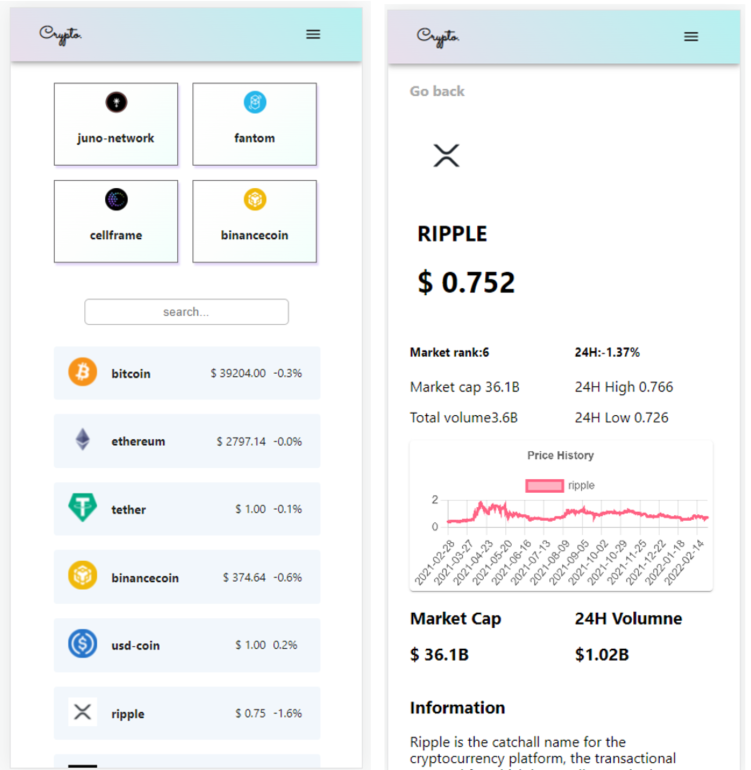 Crypto.
juno-network
fantom
cellframe
binancecoin
search...
bitcoin $ 39204.00 -0.3%
ethereum $ 2797.14 -0.0%
tether $ 1.00 -0.1%
binancecoin $ 374.64 -0.6%
usd-coin $ 1.00 0.2%
ripple $ 0.75 -1.6%
Crypto.
Go back
RIPPLE
$ 0.752
Market rank:6 24H:-1.37%
Market cap 36.1B 24H High 0.766
Total volume3.6B 24H Low 0.726
Price History
ripple
2
0
2021-02-28
2021-03-27
2021-04-23
2021-05-20
2021-06-16
2021-07-13
2021-08-09
2021-09-05
2021-10-02
2021-10-29
2021-11-25
2021-12-22
2022-01-18
2022-02-14
Market Cap 24H Volumne
$ 36.1B $1.02B
Information
Ripple is the catchall name for the
cryptocurrency platform, the transactional